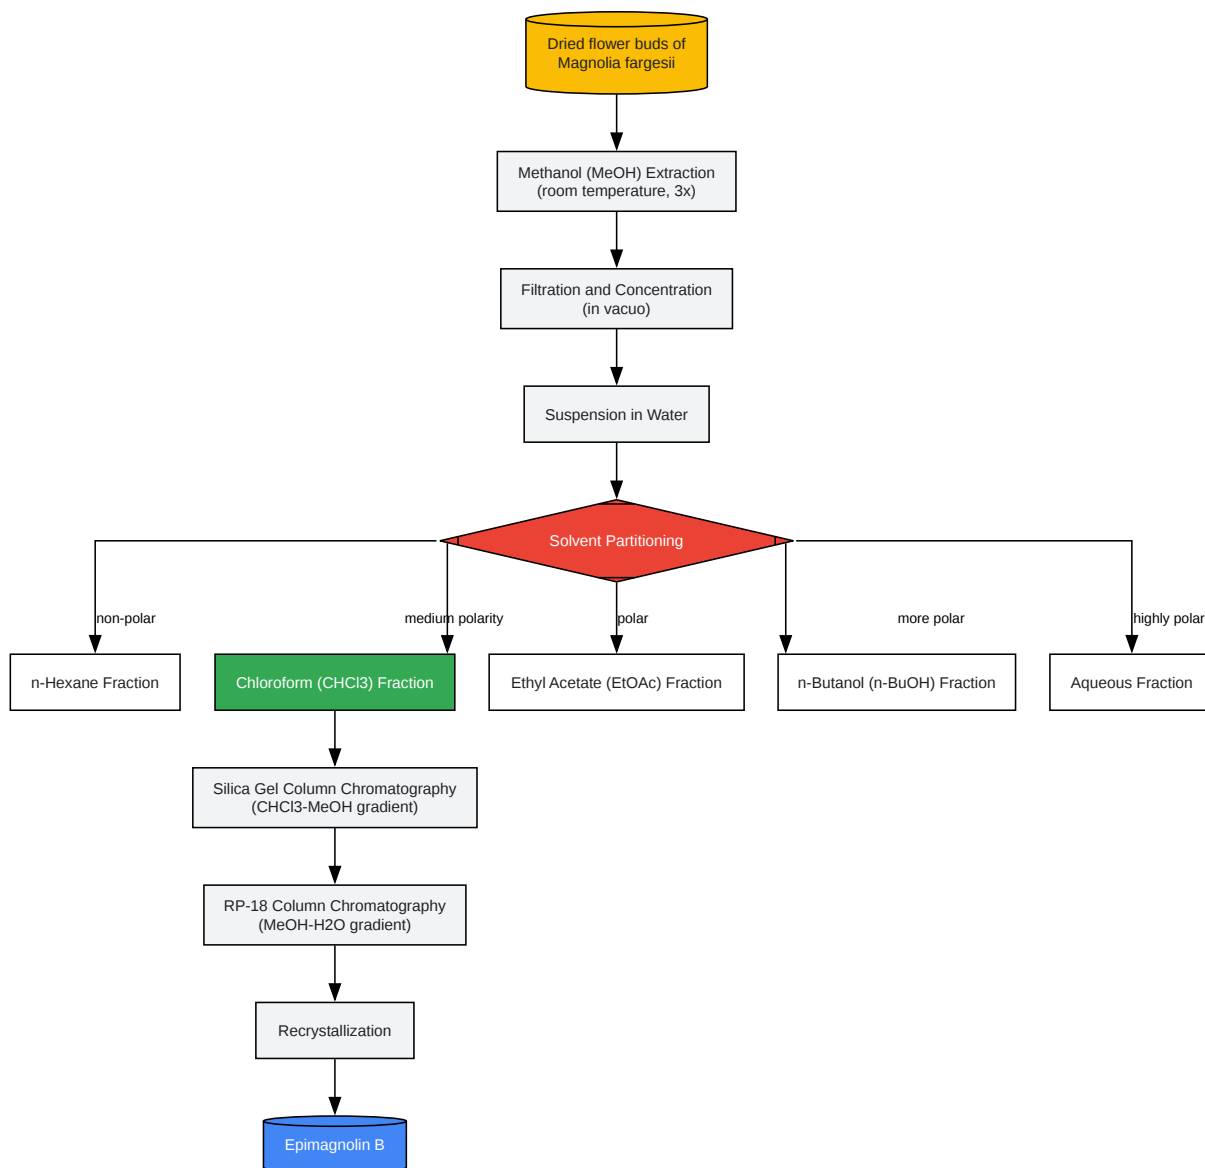 Dried flower buds of
Magnolia fargesii
Methanol (MeOH) Extraction
(room temperature, 3x)
Filtration and Concentration
(in vacuo)
Suspension in Water
Solvent Partitioning
non-polar
medium polarity
polar
more polar
highly polar
n-Hexane Fraction
Chloroform (CHCl3) Fraction
Ethyl Acetate (EtOAc) Fraction
n-Butanol (n-BuOH) Fraction
Aqueous Fraction
Silica Gel Column Chromatography
(CHCl3-MeOH gradient)
RP-18 Column Chromatography
(MeOH-H2O gradient)
Recrystallization
Epimagnolin B